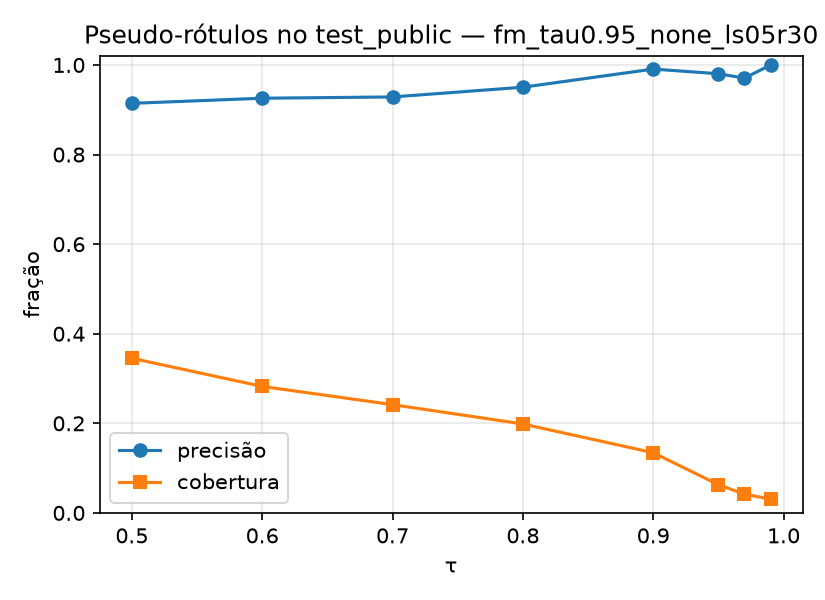 Pseudo-rótulos no test_public — fm_tau0.95_none_ls05r30
1.0
0.8
0.6
0.4
0.2
0.0
fração
precisão
cobertura
0.5 0.6 0.7 0.8 0.9 1.0
τ